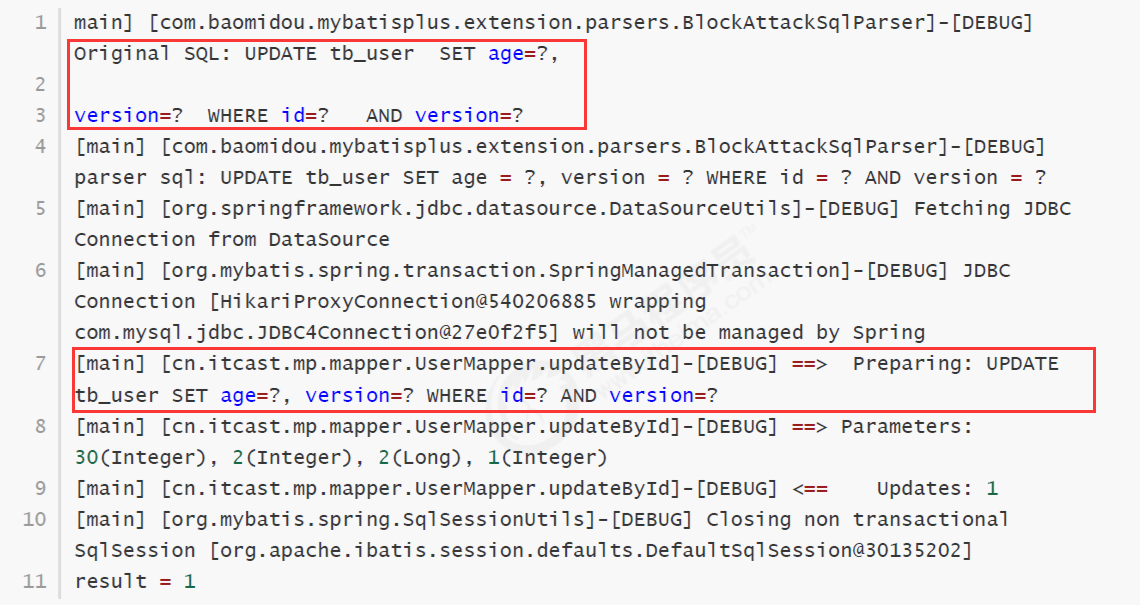 1 main] [com.baomidou.mybatisplus.extension.parsers.BlockAttackSqlParser]-[DEBUG]
Original SQL: UPDATE tb_user  SET age=?,
2
3 version=?  WHERE id=?   AND version=?
4 [main] [com.baomidou.mybatisplus.extension.parsers.BlockAttackSqlParser]-[DEBUG]
parser sql: UPDATE tb_user SET age = ?, version = ? WHERE id = ? AND version = ?
5 [main] [org.springframework.jdbc.datasource.DataSourceUtils]-[DEBUG] Fetching JDBC
Connection from DataSource
6 [main] [org.mybatis.spring.transaction.SpringManagedTransaction]-[DEBUG] JDBC
Connection [HikariProxyConnection@540206885 wrapping
com.mysql.jdbc.JDBC4Connection@27e0f2f5] will not be managed by Spring
7 [main] [cn.itcast.mp.mapper.UserMapper.updateById]-[DEBUG] ==>  Preparing: UPDATE
tb_user SET age=?, version=? WHERE id=? AND version=?
8 [main] [cn.itcast.mp.mapper.UserMapper.updateById]-[DEBUG] ==> Parameters:
30(Integer), 2(Integer), 2(Long), 1(Integer)
9 [main] [cn.itcast.mp.mapper.UserMapper.updateById]-[DEBUG] <==    Updates: 1
10 [main] [org.mybatis.spring.SqlSessionUtils]-[DEBUG] Closing non transactional
SqlSession [org.apache.ibatis.session.defaults.DefaultSqlSession@30135202]
11 result = 1